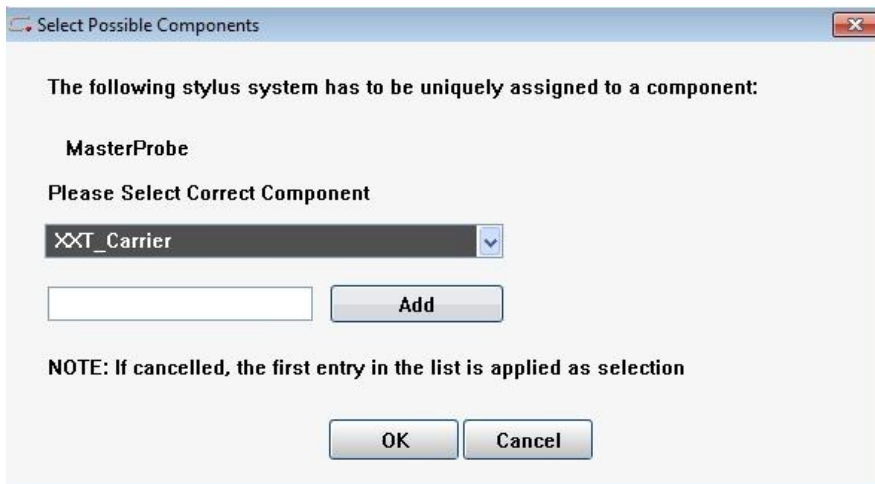 Select Possible Components
The following stylus system has to be uniquely assigned to a component:
MasterProbe
Please Select Correct Component
XXT_Carrier
Add
NOTE: If cancelled, the first entry in the list is applied as selection
OK Cancel